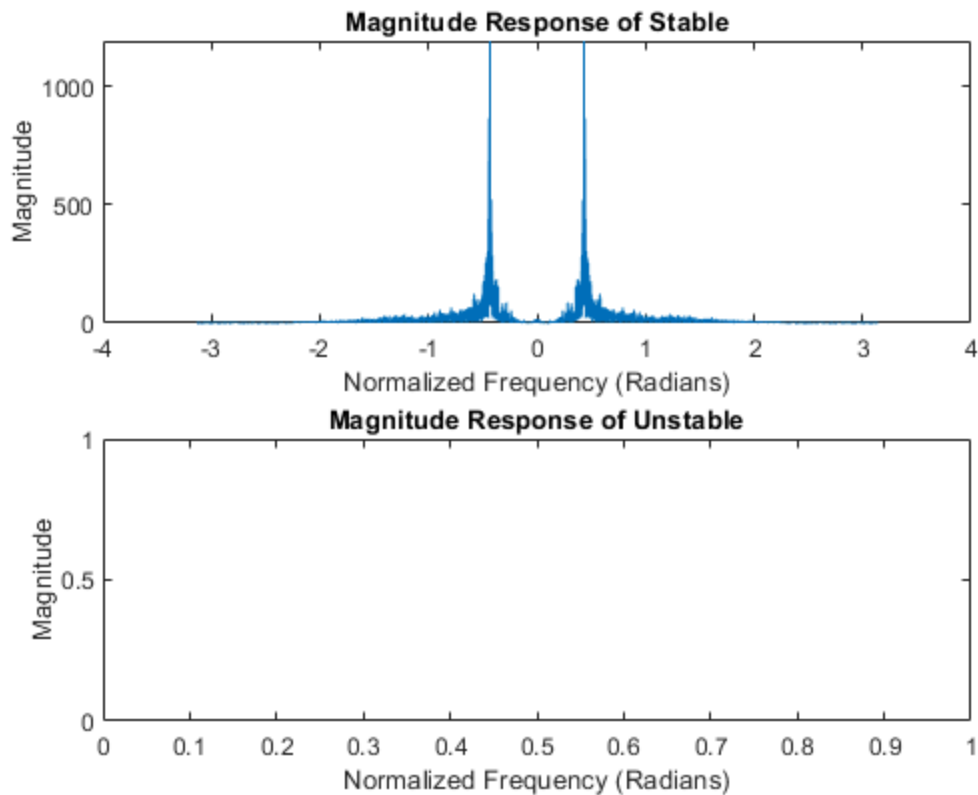 Magnitude Response of Stable
1000
500
0
Magnitude
-4 -3 -2 -1 0 1 2 3 4
Normalized Frequency (Radians)
Magnitude Response of Unstable
1
0.5
0
Magnitude
0 0.1 0.2 0.3 0.4 0.5 0.6 0.7 0.8 0.9 1
Normalized Frequency (Radians)